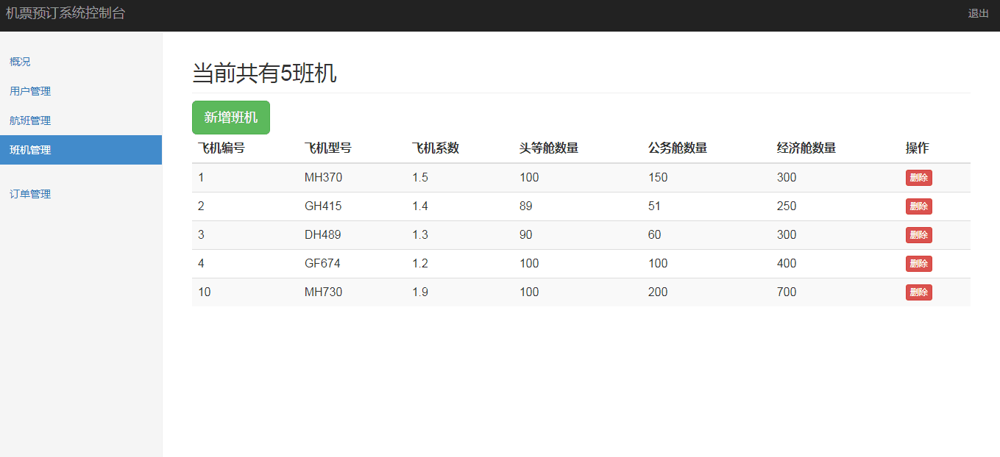 机票预订系统控制台 退出
概况
用户管理
航班管理
班机管理
订单管理
当前共有5班机
新增班机
飞机编号 飞机型号 飞机系数 头等舱数量 公务舱数量 经济舱数量 操作
1 MH370 1.5 100 150 300 删除
2 GH415 1.4 89 51 250 删除
3 DH489 1.3 90 60 300 删除
4 GF674 1.2 100 100 400 删除
10 MH730 1.9 100 200 700 删除